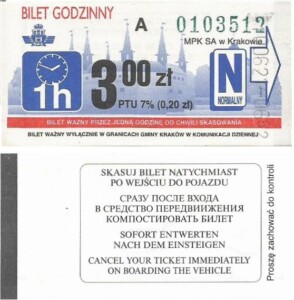 BILET GODZINNY
A
0103512
MPK SA w Krakowie
1h
3,00 zł
PTU 7% (0,20 zł)
N
NORMALNY
BILET WAŻNY PRZEZ JEDNĄ GODZINĘ OD CHWILI SKASOWANIA
BILET WAŻNY WYŁĄCZNIE W GRANICACH GMINY KRAKÓW W KOMUNIKACJI DZIENNEJ
SKASUJ BILET NATYCHMIAST
PO WEJŚCIU DO POJAZDU
СРАЗУ ПОСЛЕ ВХОДА
В СРЕДСТВО ПЕРЕДВИЖЕНИЯ
КОМПОСТИРОВАТЬ БИЛЕТ
SOFORT ENTWERTEN
NACH DEM EINSTEIGEN
CANCEL YOUR TICKET IMMEDIATELY
ON BOARDING THE VEHICLE
Proszę zachować do kontroli